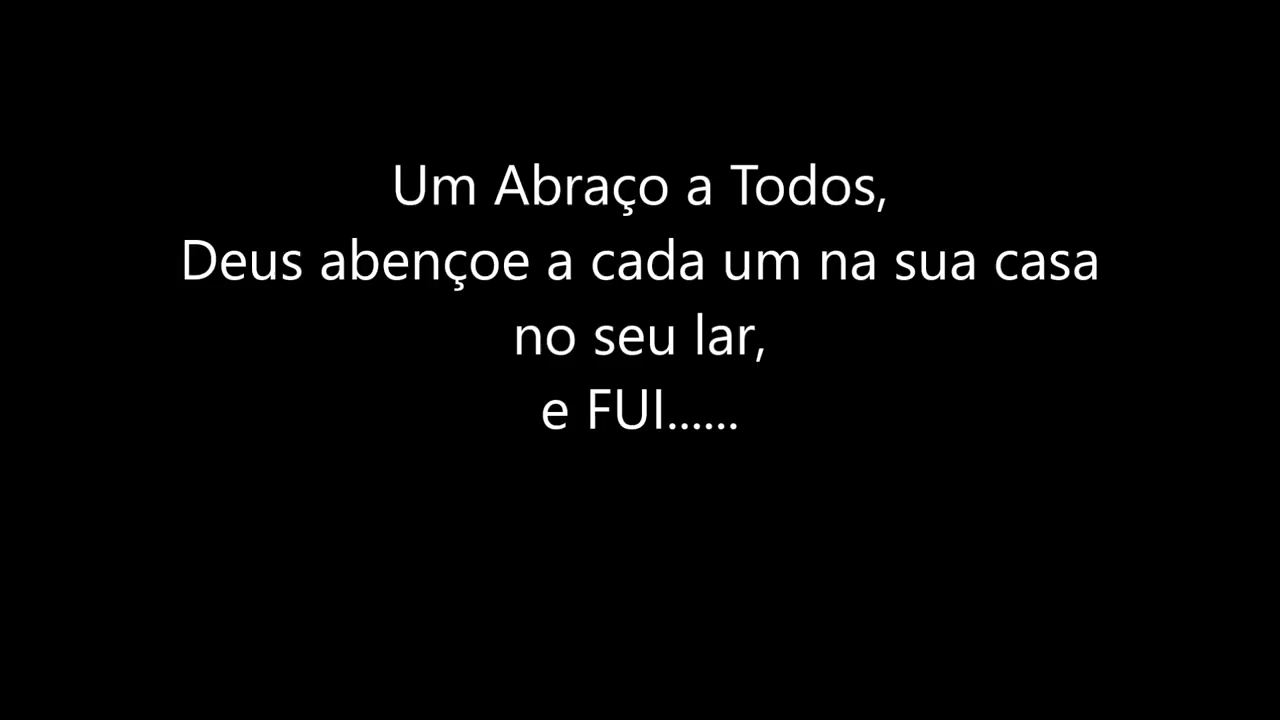 Um Abraço a Todos,
Deus abençoe a cada um na sua casa
no seu lar,
e FUI......